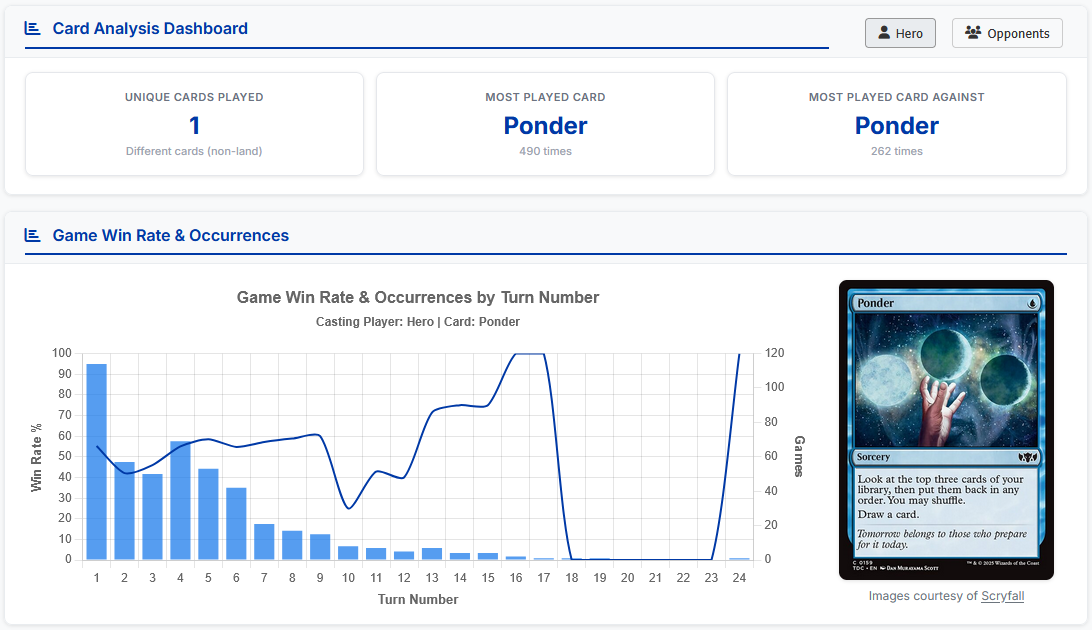 Card Analysis Dashboard
Hero
Opponents
UNIQUE CARDS PLAYED
1
Different cards (non-land)
MOST PLAYED CARD
Ponder
490 times
MOST PLAYED CARD AGAINST
Ponder
262 times
Game Win Rate & Occurrences
Game Win Rate & Occurrences by Turn Number
Casting Player: Hero | Card: Ponder
Win Rate %
100
90
80
70
60
50
40
30
20
10
0
120
100
80
60
40
20
0
Games
1 2 3 4 5 6 7 8 9 10 11 12 13 14 15 16 17 18 19 20 21 22 23 24
Turn Number
Ponder
Sorcery
Look at the top three cards of your
library, then put them back in any
order. You may shuffle.
Draw a card.
Tomorrow belongs to those who prepare
for it today.
C 0159
TDC • EN DAN MURAYAMA SCOTT
™ & © 2025 Wizards of the Coast
Images courtesy of Scryfall